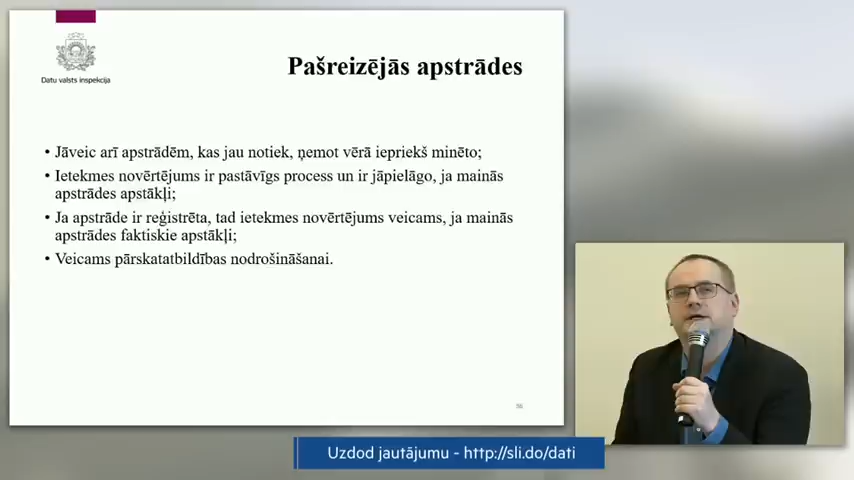 Datu valsts inspekcija
Pašreizējās apstrādes
• Jāveic arī apstrādēm, kas jau notiek, ņemot vērā iepriekš minēto;
• Ietekmes novērtējums ir pastāvīgs process un ir jāpielāgo, ja mainās
apstrādes apstākļi;
• Ja apstrāde ir reģistrēta, tad ietekmes novērtējums veicams, ja mainās
apstrādes faktiskie apstākļi;
• Veicams pārskatatbildības nodrošināšanai.
56
Uzdod jautājumu - http://sli.do/dati